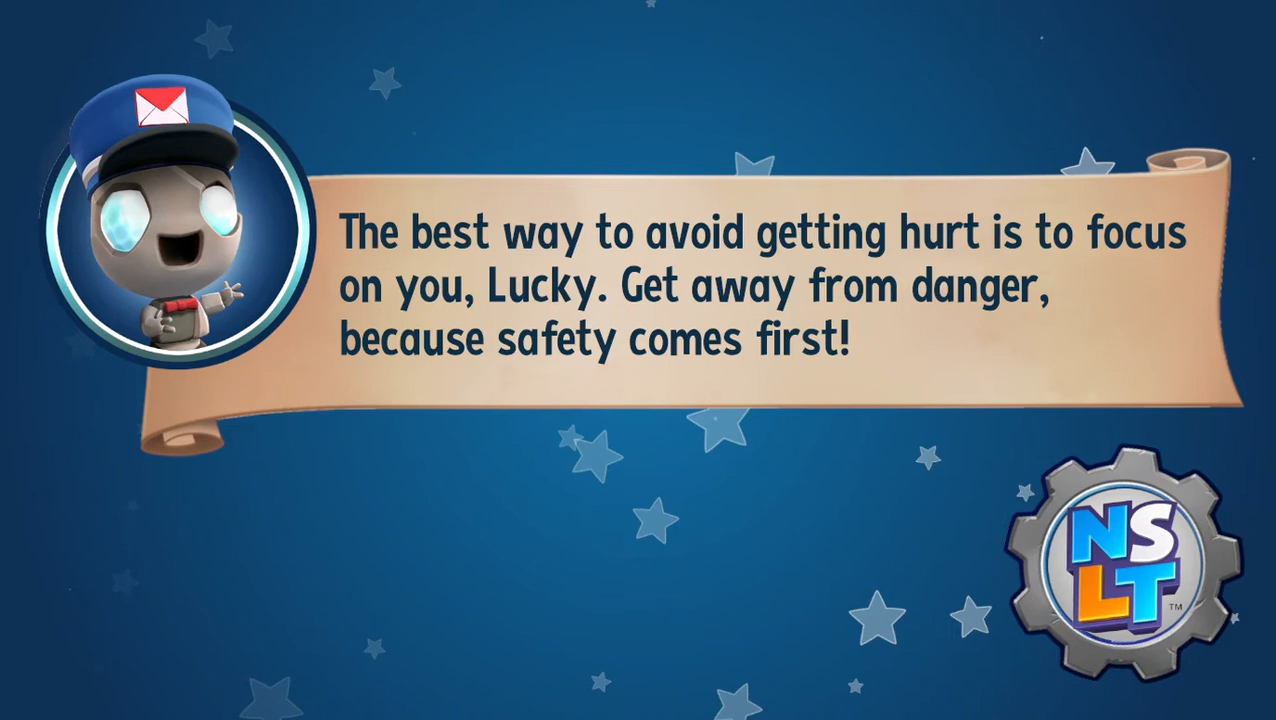 The best way to avoid getting hurt is to focus
on you, Lucky. Get away from danger,
because safety comes first!
NS
LT
TM